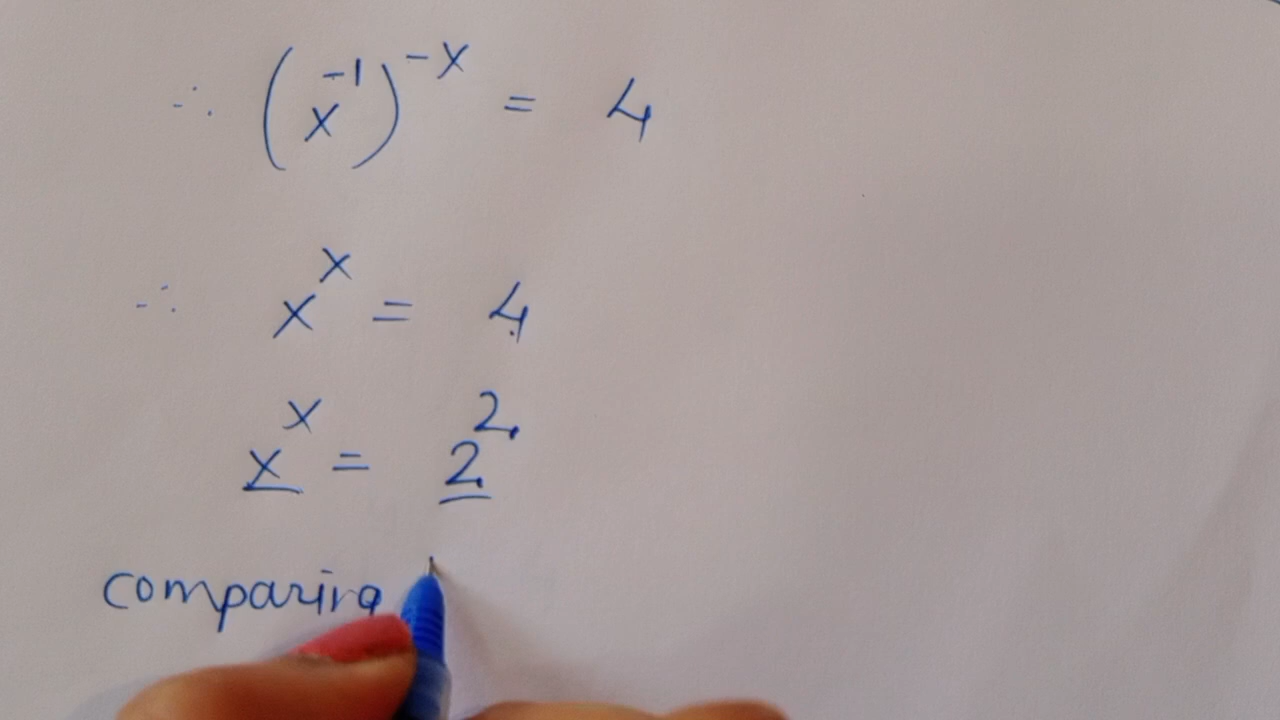 ∴ (x⁻¹)⁻ˣ = 4
∴ xˣ = 4
xˣ = 2²
comparing